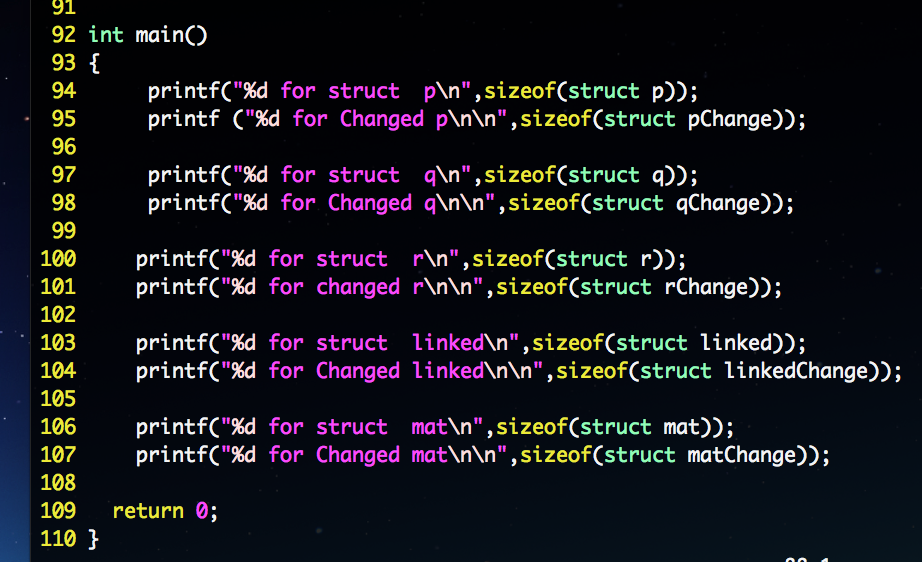 91
92 int main()
93 {
94      printf("%d for struct  p\n",sizeof(struct p));
95      printf ("%d for Changed p\n\n",sizeof(struct pChange));
96
97      printf("%d for struct  q\n",sizeof(struct q));
98      printf("%d for Changed q\n\n",sizeof(struct qChange));
99
100     printf("%d for struct  r\n",sizeof(struct r));
101     printf("%d for changed r\n\n",sizeof(struct rChange));
102
103     printf("%d for struct  linked\n",sizeof(struct linked));
104     printf("%d for Changed linked\n\n",sizeof(struct linkedChange));
105
106     printf("%d for struct  mat\n",sizeof(struct mat));
107     printf("%d for Changed mat\n\n",sizeof(struct matChange));
108
109   return 0;
110 }